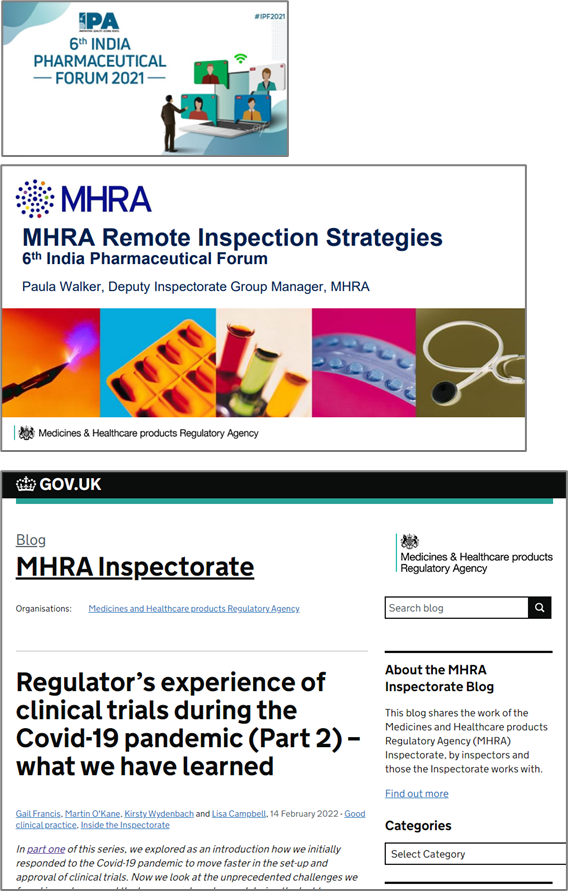 iPA
#IPF2021
6th INDIA
PHARMACEUTICAL
FORUM 2021
MHRA
MHRA Remote Inspection Strategies
6th India Pharmaceutical Forum
Paula Walker, Deputy Inspectorate Group Manager, MHRA
Medicines & Healthcare products Regulatory Agency
GOV.UK
Blog
MHRA Inspectorate
Medicines & Healthcare products
Regulatory Agency
Organisations: Medicines and Healthcare products Regulatory Agency
Search blog
Regulator’s experience of
clinical trials during the
Covid-19 pandemic (Part 2) –
what we have learned
Gail Francis, Martin O'Kane, Kirsty Wydenbach and Lisa Campbell, 14 February 2022 - Good
clinical practice, Inside the Inspectorate
In part one of this series, we explored as an introduction how we initially
responded to the Covid-19 pandemic to move faster in the set-up and
approval of clinical trials. Now we look at the unprecedented challenges we
About the MHRA
Inspectorate Blog
This blog shares the work of the
Medicines and Healthcare products
Regulatory Agency (MHRA)
Inspectorate, by inspectors and
those the Inspectorate works with.
Find out more
Categories
Select Category